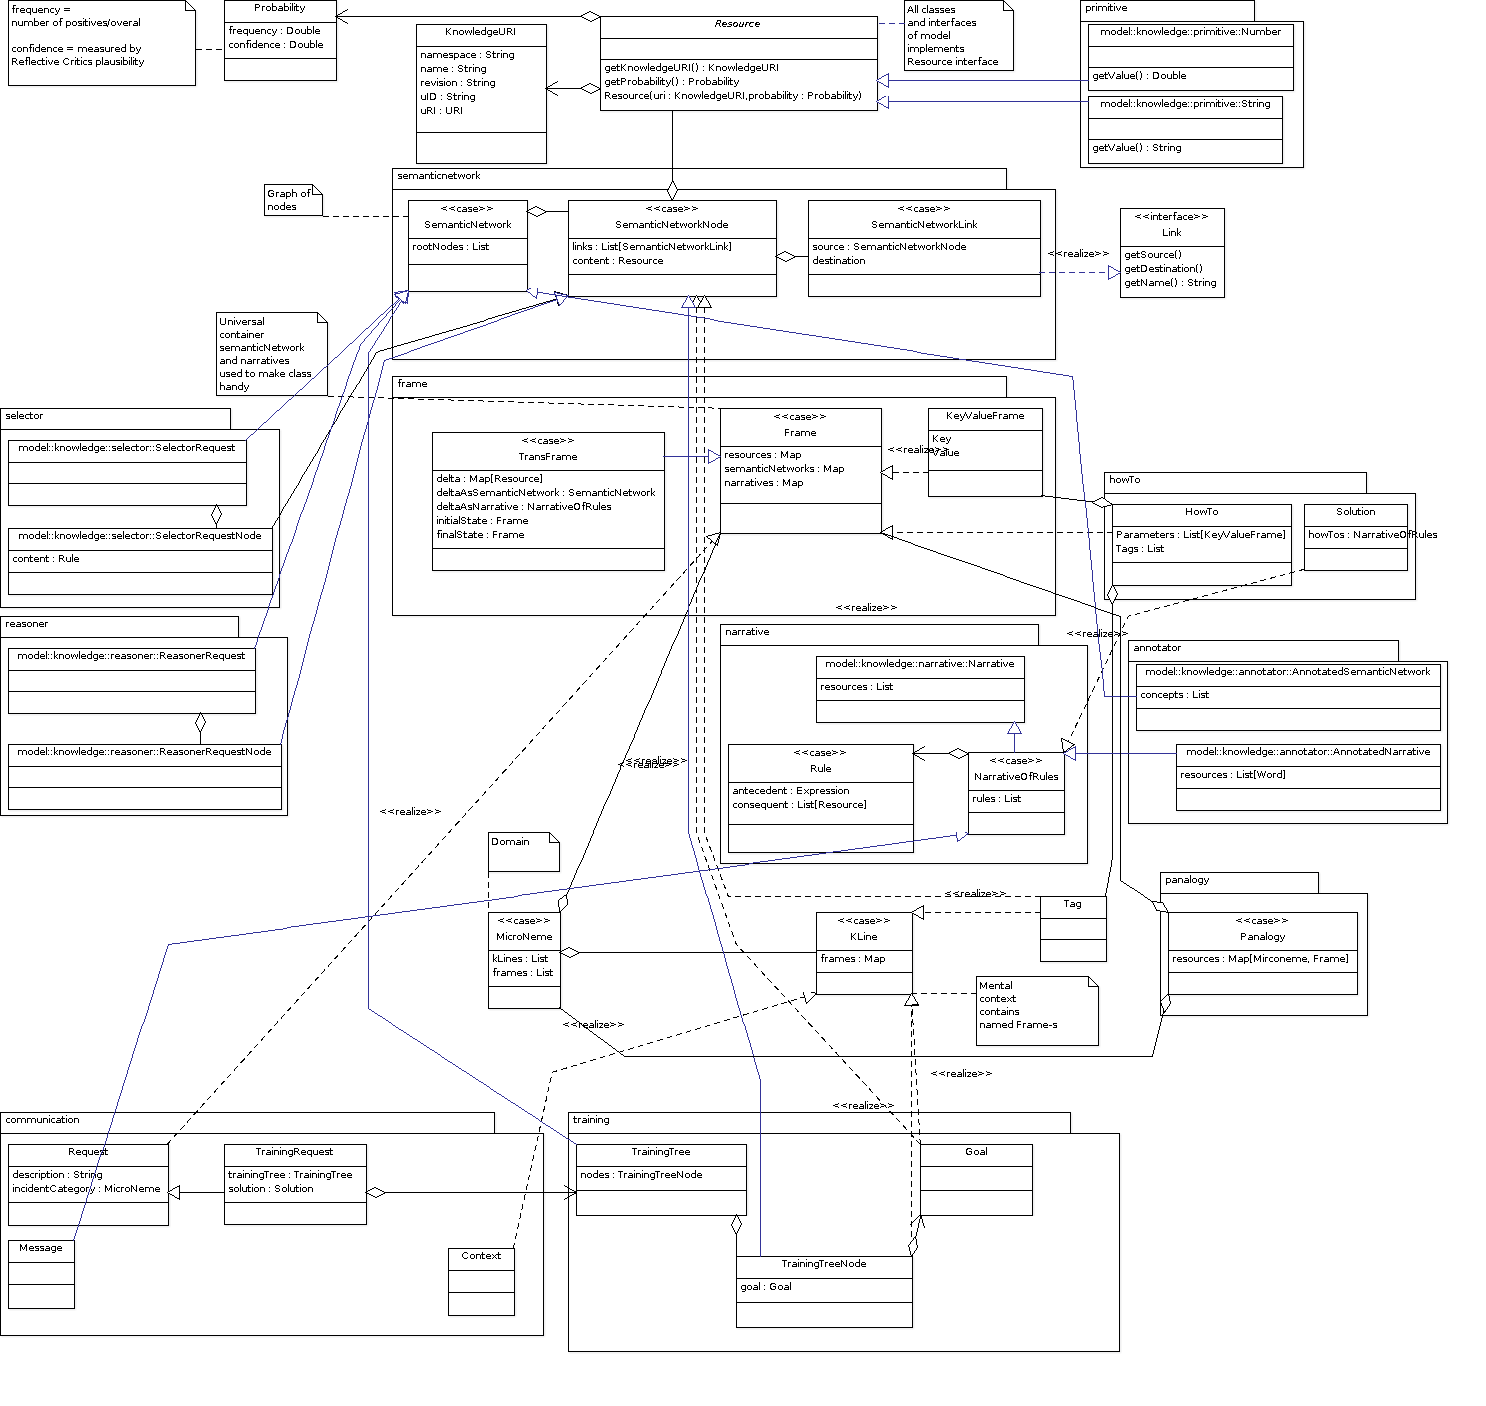 frequency =
number of positives/overal
confidence = measured by
Reflective Critics plausibility
Probability
frequency : Double
confidence : Double
KnowledgeURI
namespace : String
name : String
revision : String
uID : String
uRI : URI
Resource
getKnowledgeURI() : KnowledgeURI
getProbability() : Probability
Resource(uri : KnowledgeURI,probability : Probability)
All classes
and interfaces
of model
implements
Resource interface
primitive
model::knowledge::primitive::Number
getValue() : Double
model::knowledge::primitive::String
getValue() : String
semanticnetwork
Graph of
nodes
<<case>>
SemanticNetwork
rootNodes : List
<<case>>
SemanticNetworkNode
links : List[SemanticNetworkLink]
content : Resource
<<case>>
SemanticNetworkLink
source : SemanticNetworkNode
destination
<<realize>>
<<interface>>
Link
getSource()
getDestination()
getName() : String
Universal
container
semanticNetwork
and narratives
used to make class
handy
frame
<<case>>
TransFrame
delta : Map[Resource]
deltaAsSemanticNetwork : SemanticNetwork
deltaAsNarrative : NarrativeOfRules
initialState : Frame
finalState : Frame
<<case>>
Frame
resources : Map
semanticNetworks : Map
narratives : Map
<<realize>>
KeyValueFrame
Key
Value
<<realize>>
selector
model::knowledge::selector::SelectorRequest
model::knowledge::selector::SelectorRequestNode
content : Rule
howTo
HowTo
Parameters : List[KeyValueFrame]
Tags : List
Solution
howTos : NarrativeOfRules
<<realize>>
reasoner
model::knowledge::reasoner::ReasonerRequest
model::knowledge::reasoner::ReasonerRequestNode
narrative
model::knowledge::narrative::Narrative
resources : List
<<case>>
Rule
antecedent : Expression
consequent : List[Resource]
<<case>>
NarrativeOfRules
rules : List
annotator
model::knowledge::annotator::AnnotatedSemanticNetwork
concepts : List
model::knowledge::annotator::AnnotatedNarrative
resources : List[Word]
<<realize>>
<<realize>>
<<realize>>
Domain
<<case>>
MicroNeme
kLines : List
frames : List
<<case>>
KLine
frames : Map
<<realize>>
Tag
Mental
context
contains
named Frame-s
panalogy
<<case>>
Panalogy
resources : Map[Mirconeme, Frame]
<<realize>>
<<realize>>
<<realize>>
communication
Request
description : String
incidentCategory : MicroNeme
TrainingRequest
trainingTree : TrainingTree
solution : Solution
Message
Context
training
TrainingTree
nodes : TrainingTreeNode
Goal
TrainingTreeNode
goal : Goal